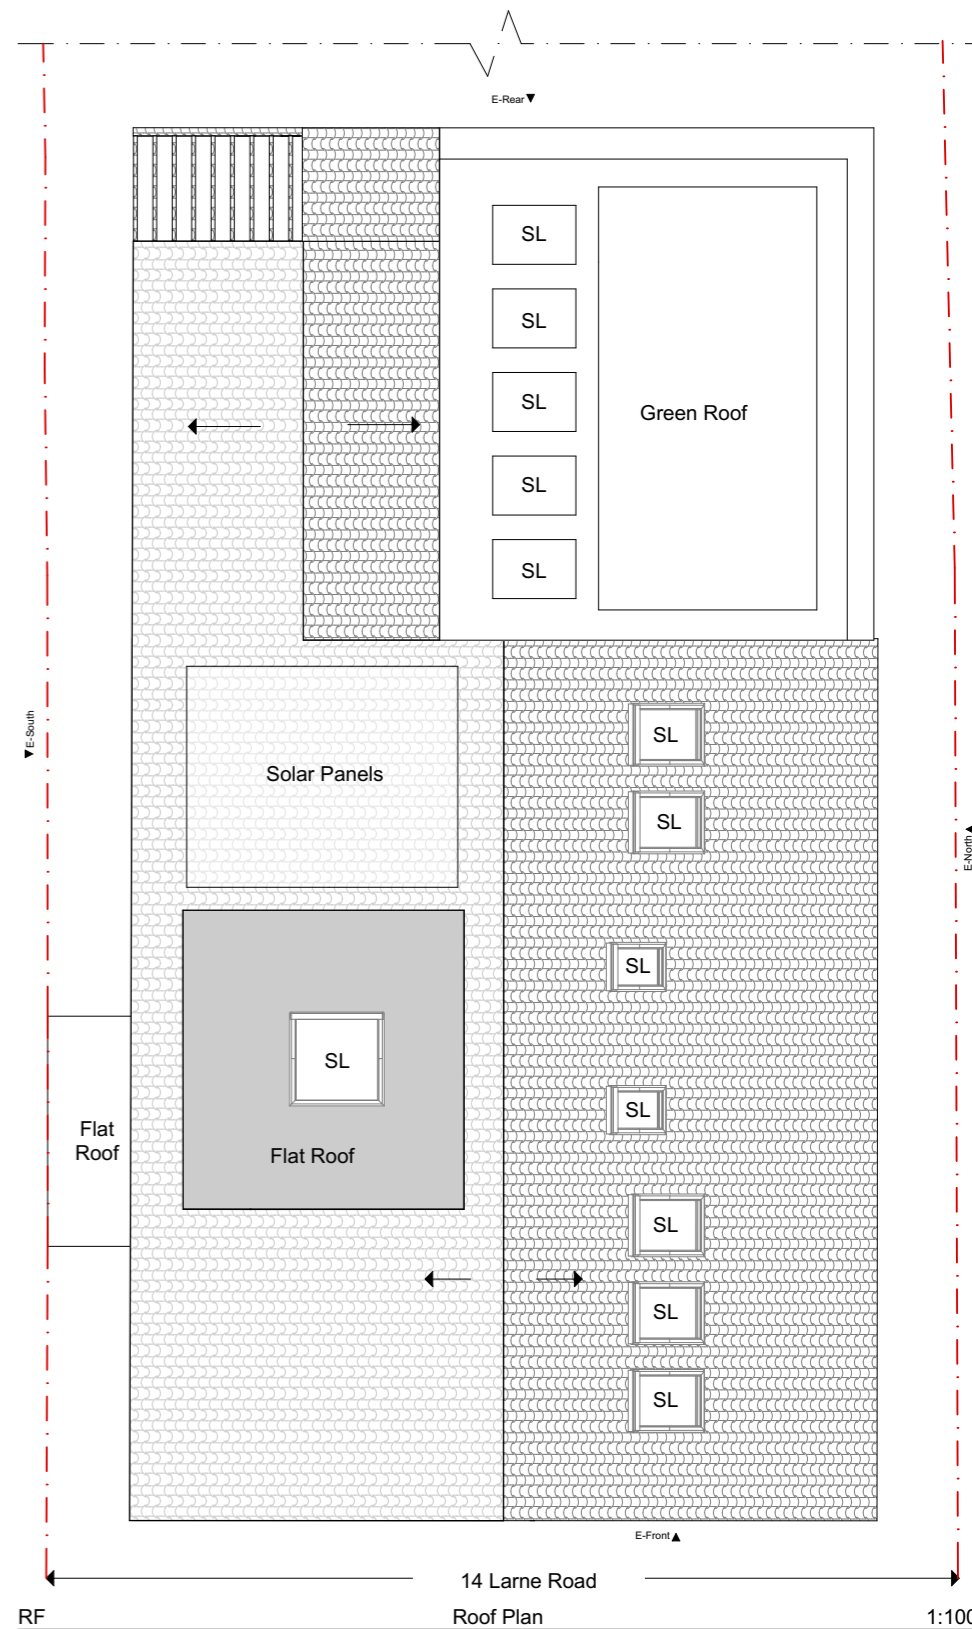 E-Rear
SL
SL
SL
Green Roof
SL
SL
E-South
SL
Solar Panels
SL
E-North
SL
SL
SL
Flat
Roof
Flat Roof
SL
SL
SL
E-Front
14 Larne Road
RF
Roof Plan
1:100